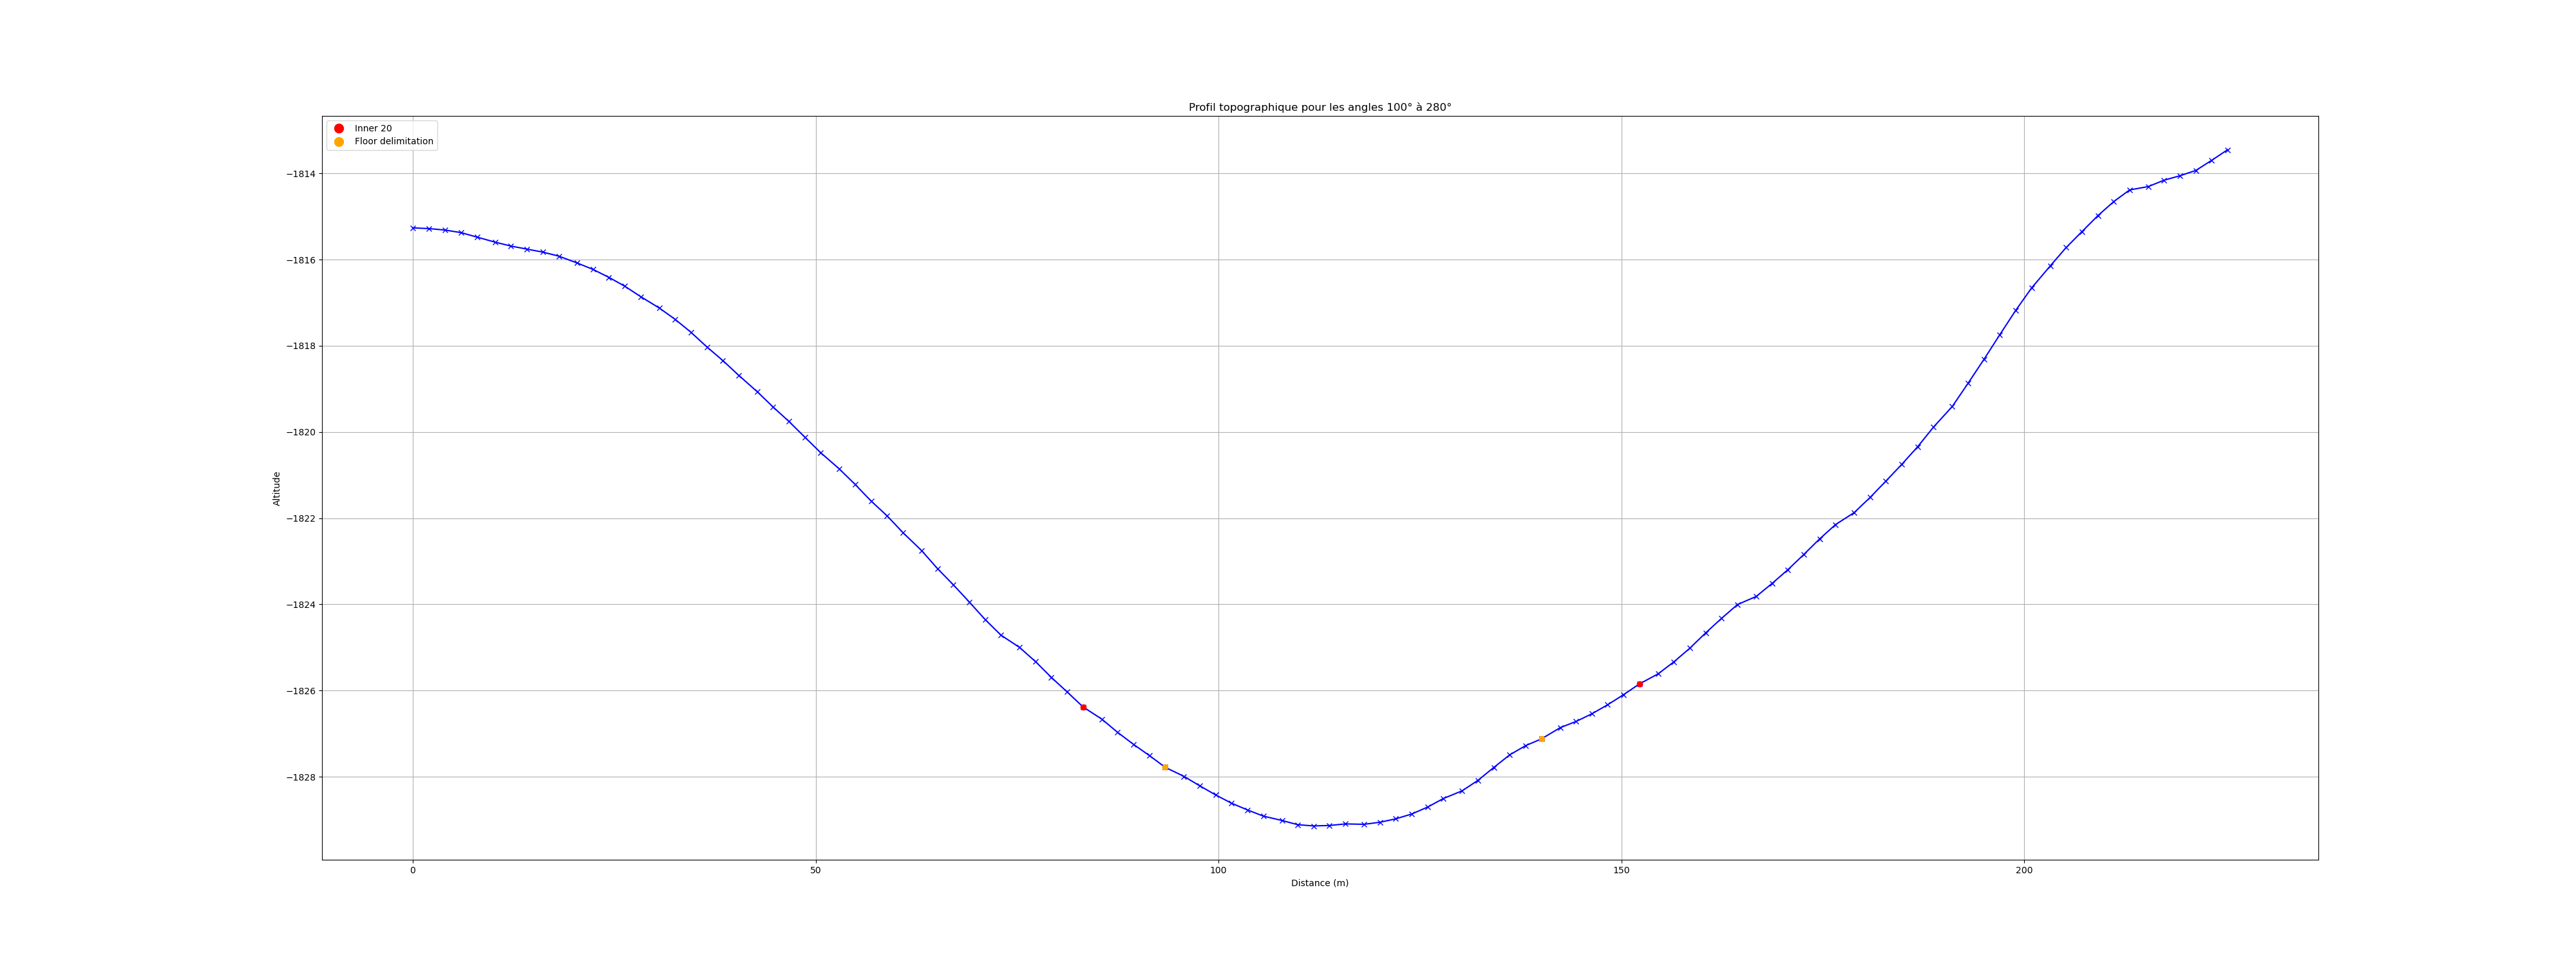 Profil topographique pour les angles 100° à 280°
Inner 20
Floor delimitation
−1814
−1816
−1818
−1820
−1822
−1824
−1826
−1828
Altitude
0
50
100
150
200
Distance (m)